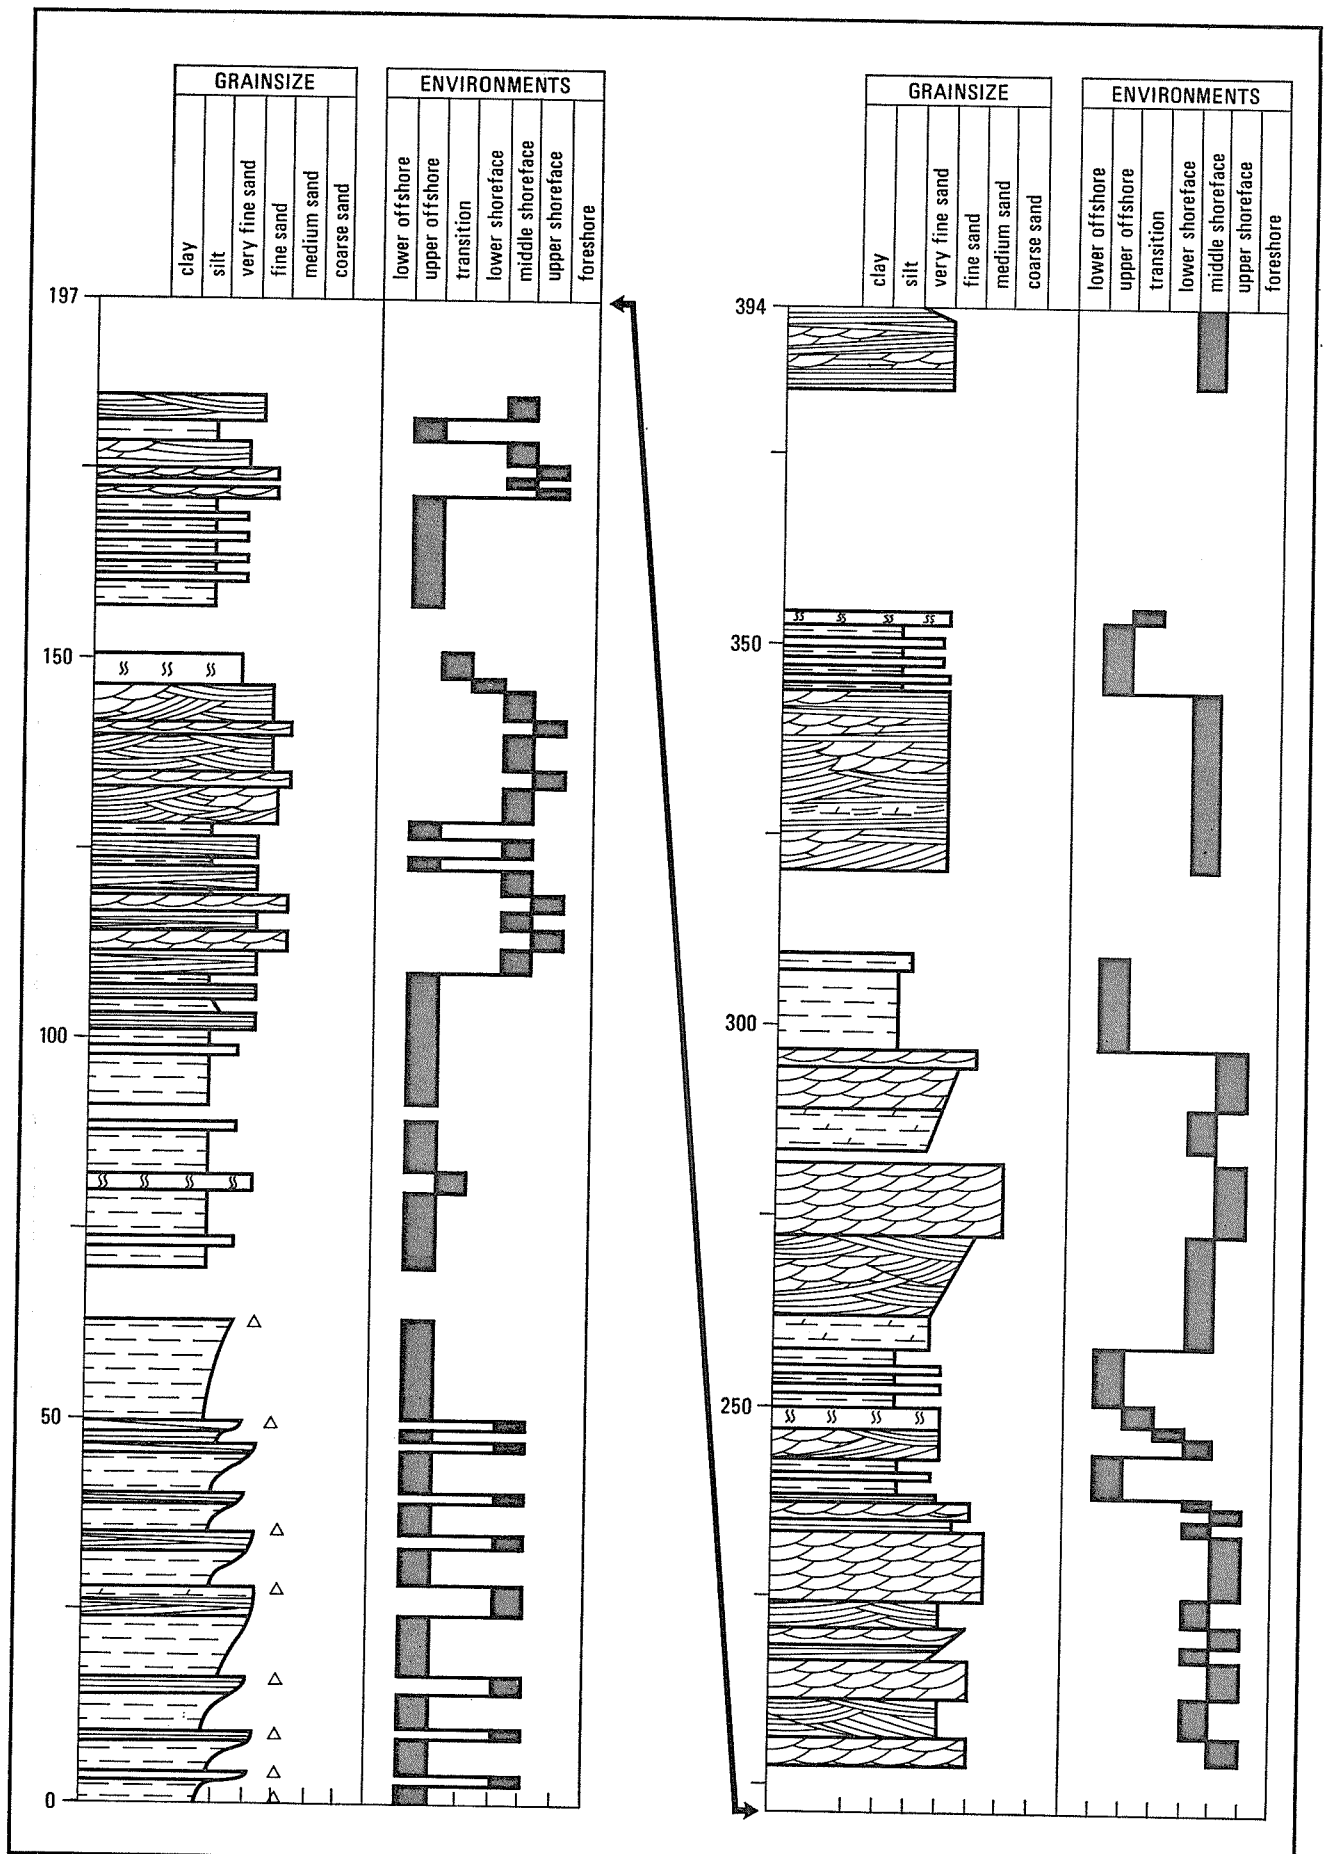 GRAINSIZE
ENVIRONMENTS
clay
silt
very fine sand
fine sand
medium sand
coarse sand
lower offshore
upper offshore
transition
lower shoreface
middle shoreface
upper shoreface
foreshore
197
150
100
50
0
GRAINSIZE
ENVIRONMENTS
clay
silt
very fine sand
fine sand
medium sand
coarse sand
lower offshore
upper offshore
transition
lower shoreface
middle shoreface
upper shoreface
foreshore
394
350
300
250